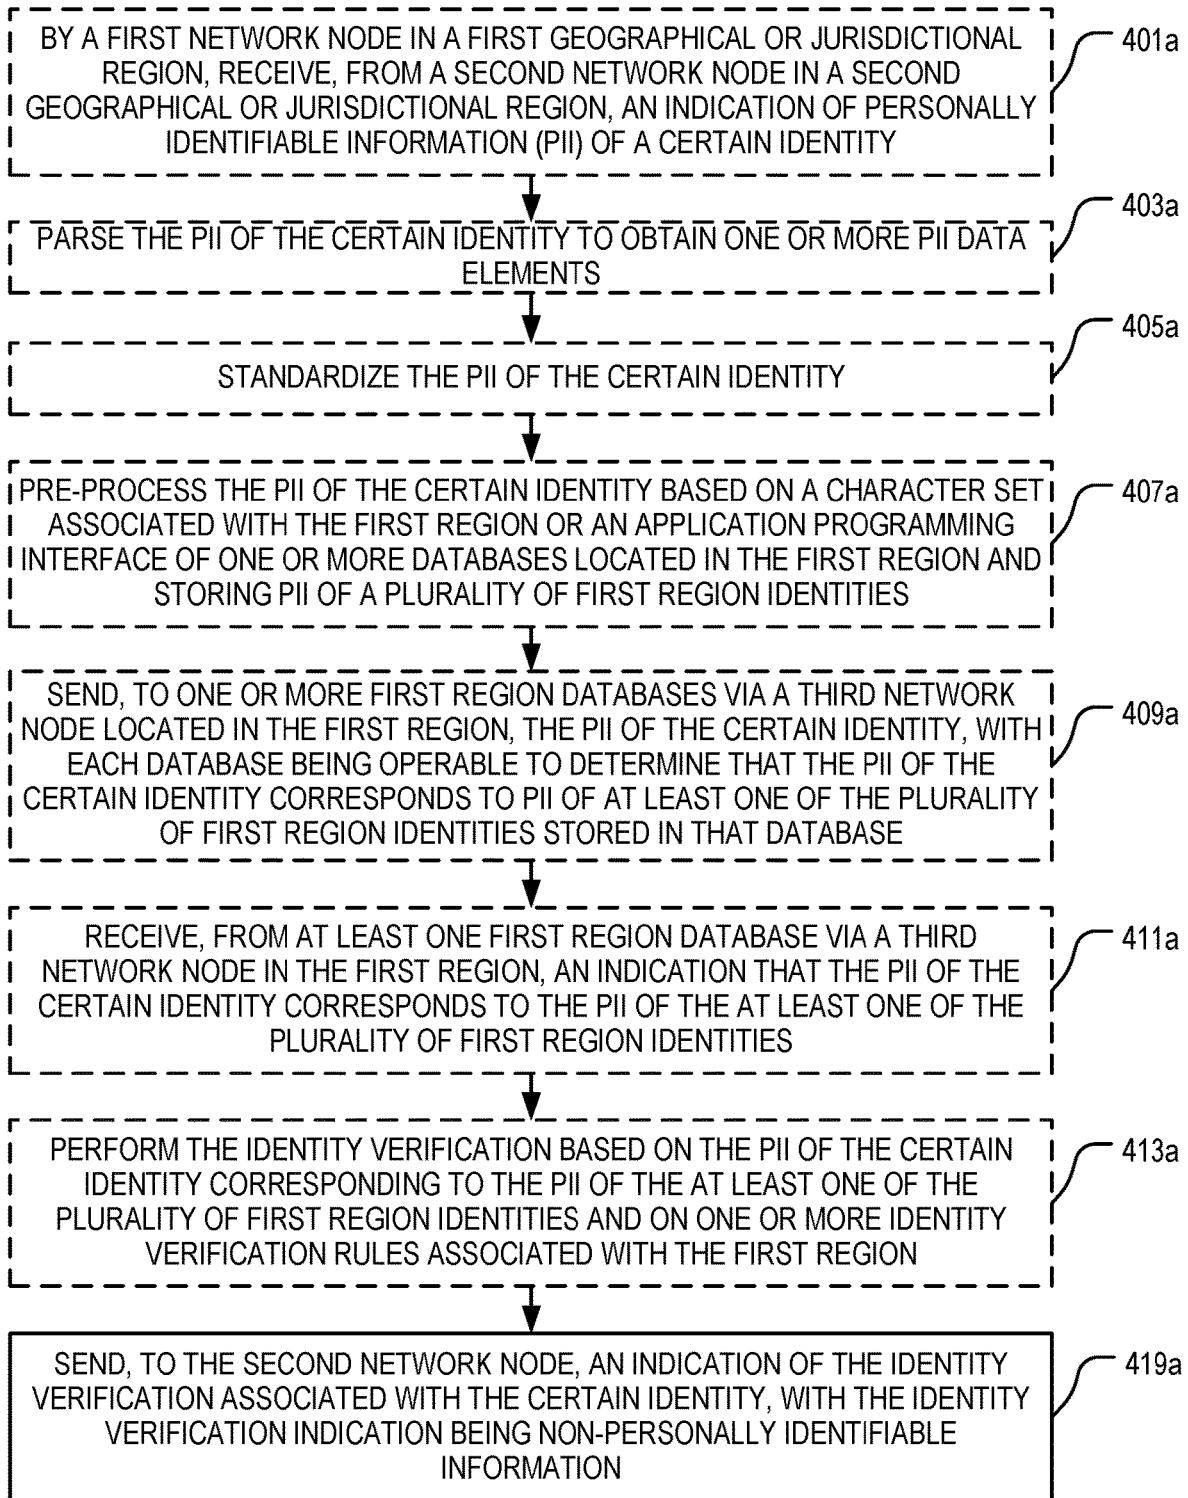 BY A FIRST NETWORK NODE IN A FIRST GEOGRAPHICAL OR JURISDICTIONAL
REGION, RECEIVE, FROM A SECOND NETWORK NODE IN A SECOND
GEOGRAPHICAL OR JURISDICTIONAL REGION, AN INDICATION OF PERSONALLY
IDENTIFIABLE INFORMATION (PII) OF A CERTAIN IDENTITY
401a
PARSE THE PII OF THE CERTAIN IDENTITY TO OBTAIN ONE OR MORE PII DATA
ELEMENTS
403a
STANDARDIZE THE PII OF THE CERTAIN IDENTITY
405a
PRE-PROCESS THE PII OF THE CERTAIN IDENTITY BASED ON A CHARACTER SET
ASSOCIATED WITH THE FIRST REGION OR AN APPLICATION PROGRAMMING
INTERFACE OF ONE OR MORE DATABASES LOCATED IN THE FIRST REGION AND
STORING PII OF A PLURALITY OF FIRST REGION IDENTITIES
407a
SEND, TO ONE OR MORE FIRST REGION DATABASES VIA A THIRD NETWORK
NODE LOCATED IN THE FIRST REGION, THE PII OF THE CERTAIN IDENTITY, WITH
EACH DATABASE BEING OPERABLE TO DETERMINE THAT THE PII OF THE
CERTAIN IDENTITY CORRESPONDS TO PII OF AT LEAST ONE OF THE PLURALITY
OF FIRST REGION IDENTITIES STORED IN THAT DATABASE
409a
RECEIVE, FROM AT LEAST ONE FIRST REGION DATABASE VIA A THIRD
NETWORK NODE IN THE FIRST REGION, AN INDICATION THAT THE PII OF THE
CERTAIN IDENTITY CORRESPONDS TO THE PII OF THE AT LEAST ONE OF THE
PLURALITY OF FIRST REGION IDENTITIES
411a
PERFORM THE IDENTITY VERIFICATION BASED ON THE PII OF THE CERTAIN
IDENTITY CORRESPONDING TO THE PII OF THE AT LEAST ONE OF THE
PLURALITY OF FIRST REGION IDENTITIES AND ON ONE OR MORE IDENTITY
VERIFICATION RULES ASSOCIATED WITH THE FIRST REGION
413a
SEND, TO THE SECOND NETWORK NODE, AN INDICATION OF THE IDENTITY
VERIFICATION ASSOCIATED WITH THE CERTAIN IDENTITY, WITH THE IDENTITY
VERIFICATION INDICATION BEING NON-PERSONALLY IDENTIFIABLE
INFORMATION
419a